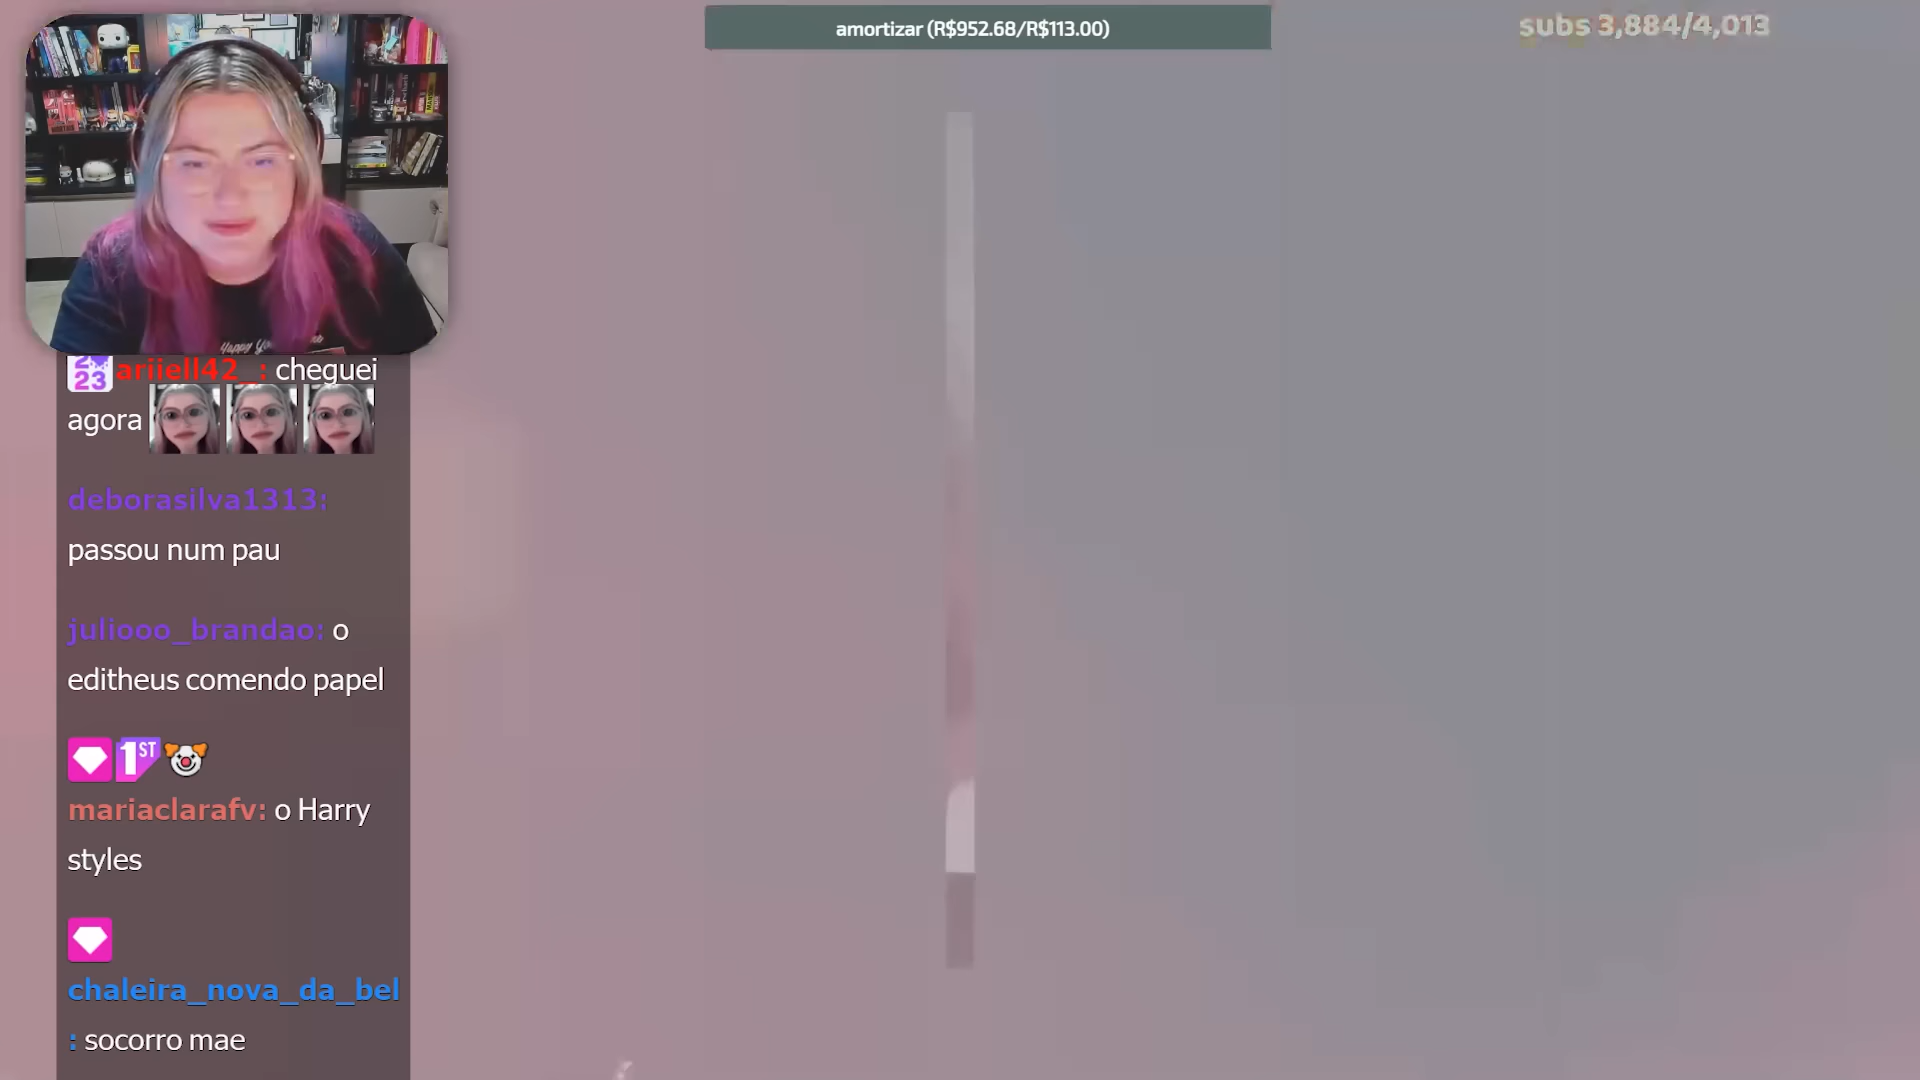 amortizar (R$952.68/R$113.00)
subs 3,884/4,013
ariiell42_: cheguei
agora
deborasilva1313:
passou num pau
juliooo_brandao: o
editheus comendo papel
1ST
mariaclarafv: o Harry
styles
chaleira_nova_da_bel
: socorro mae